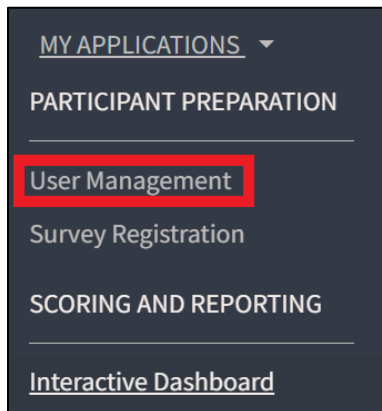 MY APPLICATIONS
PARTICIPANT PREPARATION
User Management
Survey Registration
SCORING AND REPORTING
Interactive Dashboard